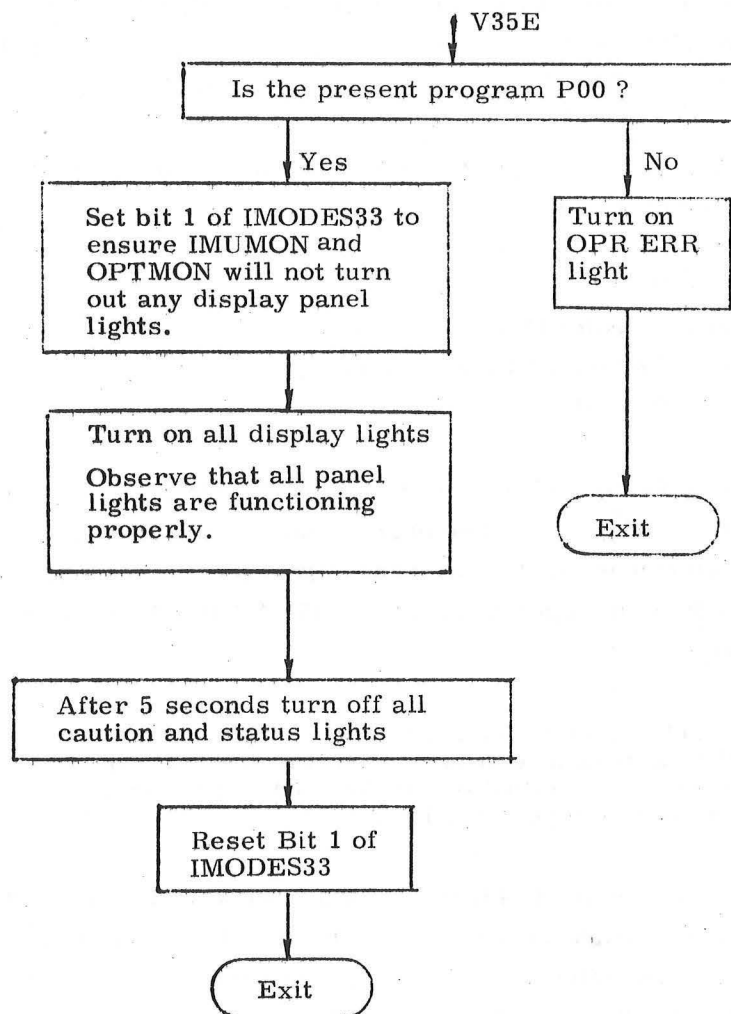 V35E
Is the present program P00 ?
Yes
No
Set bit 1 of IMODES33 to
ensure IMUMON and
OPTMON will not turn
out any display panel
lights.
Turn on
OPR ERR
light
Exit
Turn on all display lights
Observe that all panel
lights are functioning
properly.
After 5 seconds turn off all
caution and status lights
Reset Bit 1 of
IMODES33
Exit